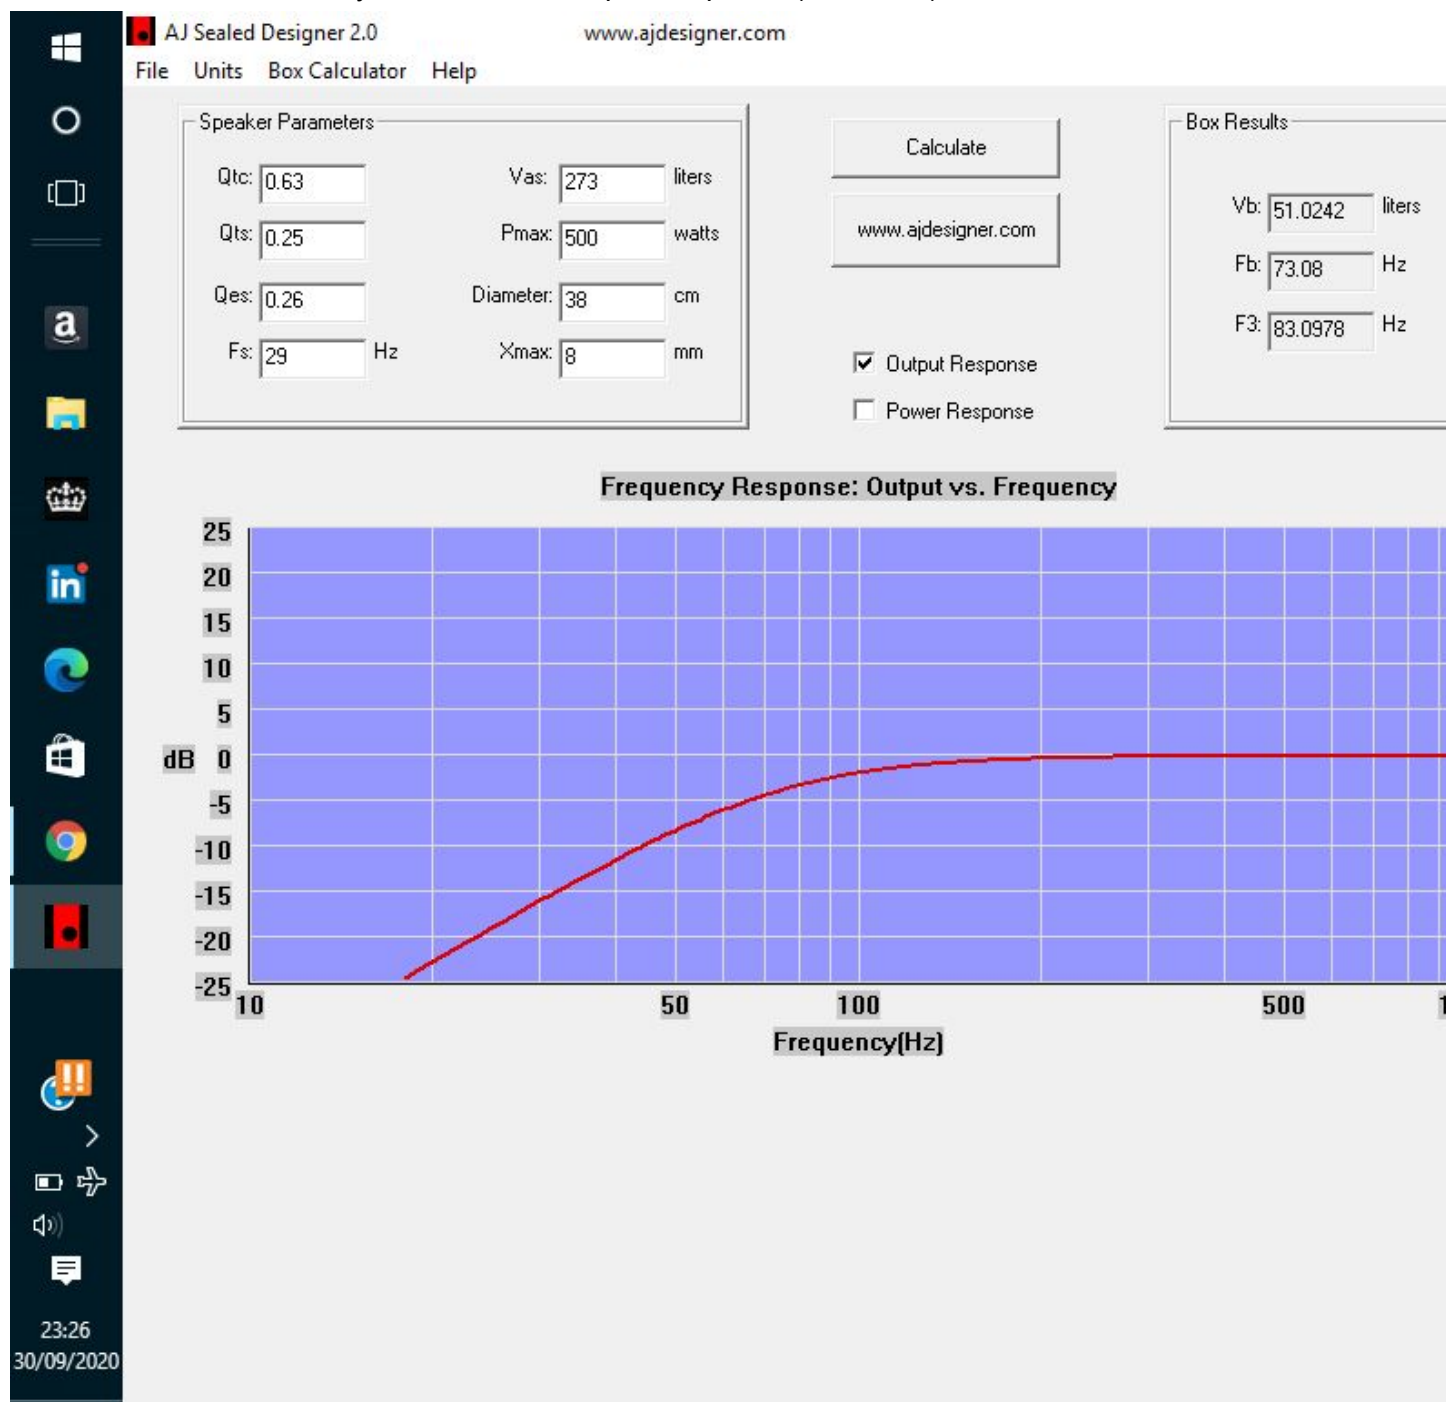 AJ Sealed Designer 2.0 www.ajdesigner.com
File Units Box Calculator Help
Speaker Parameters
Qtc: 0.63 Vas: 273 liters
Qts: 0.25 Pmax: 500 watts
Qes: 0.26 Diameter: 38 cm
Fs: 29 Hz Xmax: 8 mm
Calculate
www.ajdesigner.com
Output Response
Power Response
Box Results
Vb: 51.0242 liters
Fb: 73.08 Hz
F3: 83.0978 Hz
Frequency Response: Output vs. Frequency
25
20
15
10
5
dB 0
-5
-10
-15
-20
-25
10 50 100 500 1
Frequency(Hz)
a
in
!!
23:26
30/09/2020